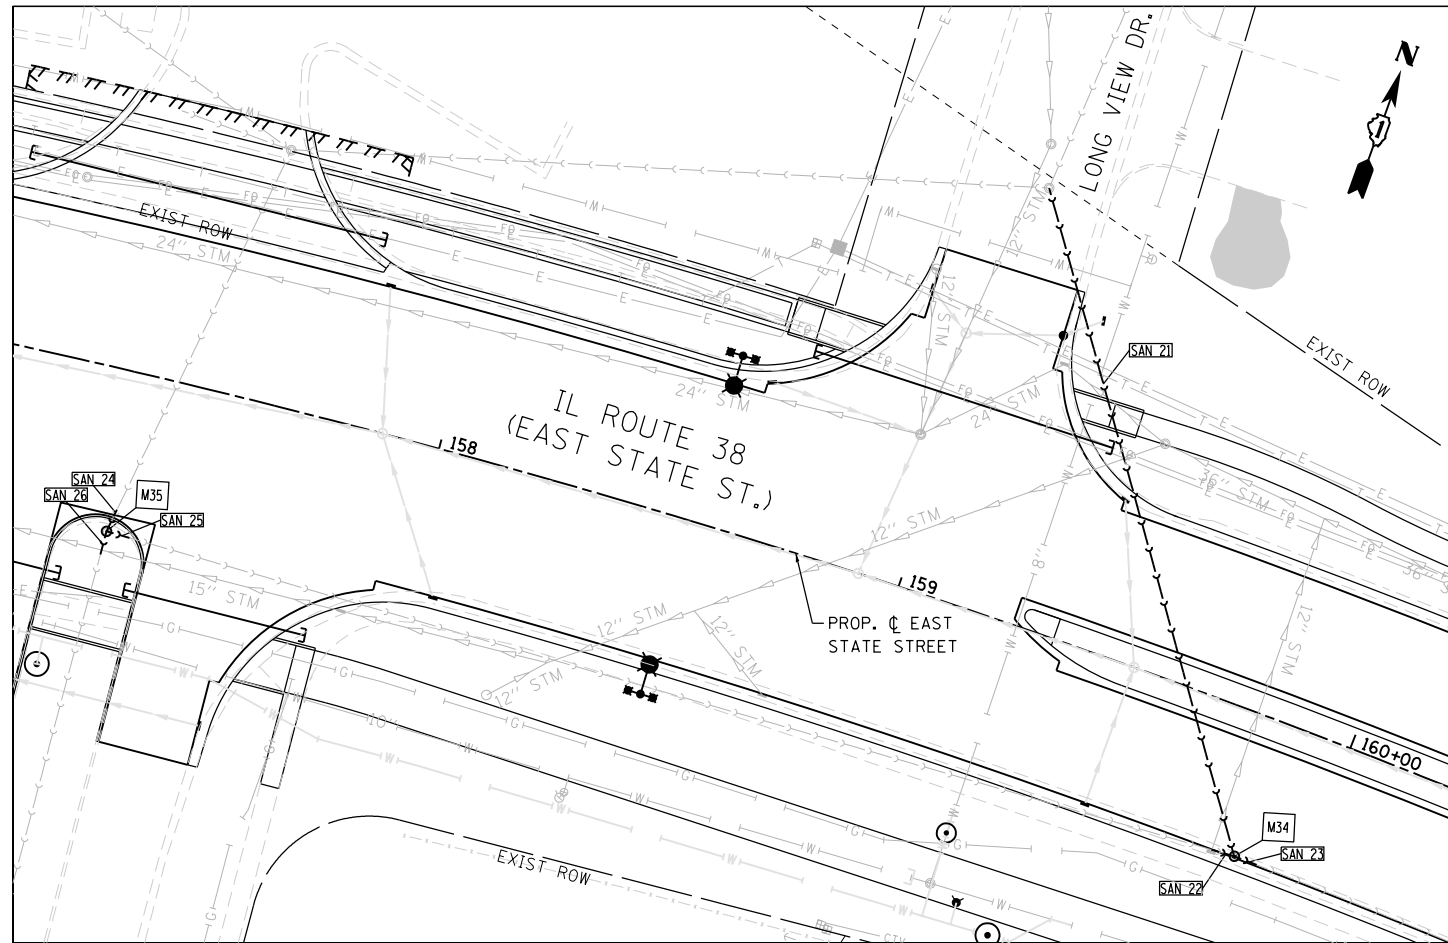 LONG VIEW DR.
N
1
EXIST ROW
24" STM
12" STM
12" STM
EXIST ROW
SAN 21
24" STM
24" STM
IL ROUTE 38
(EAST STATE ST.)
158
36" STM
SAN 24
SAN 26
M35
SAN 25
12" STM
8"
159
15" STM
12" STM
12" STM
12" STM
12" STM
PROP. ℄ EAST
STATE STREET
10"
160+00
M34
SAN 23
SAN 22
EXIST ROW
CTV